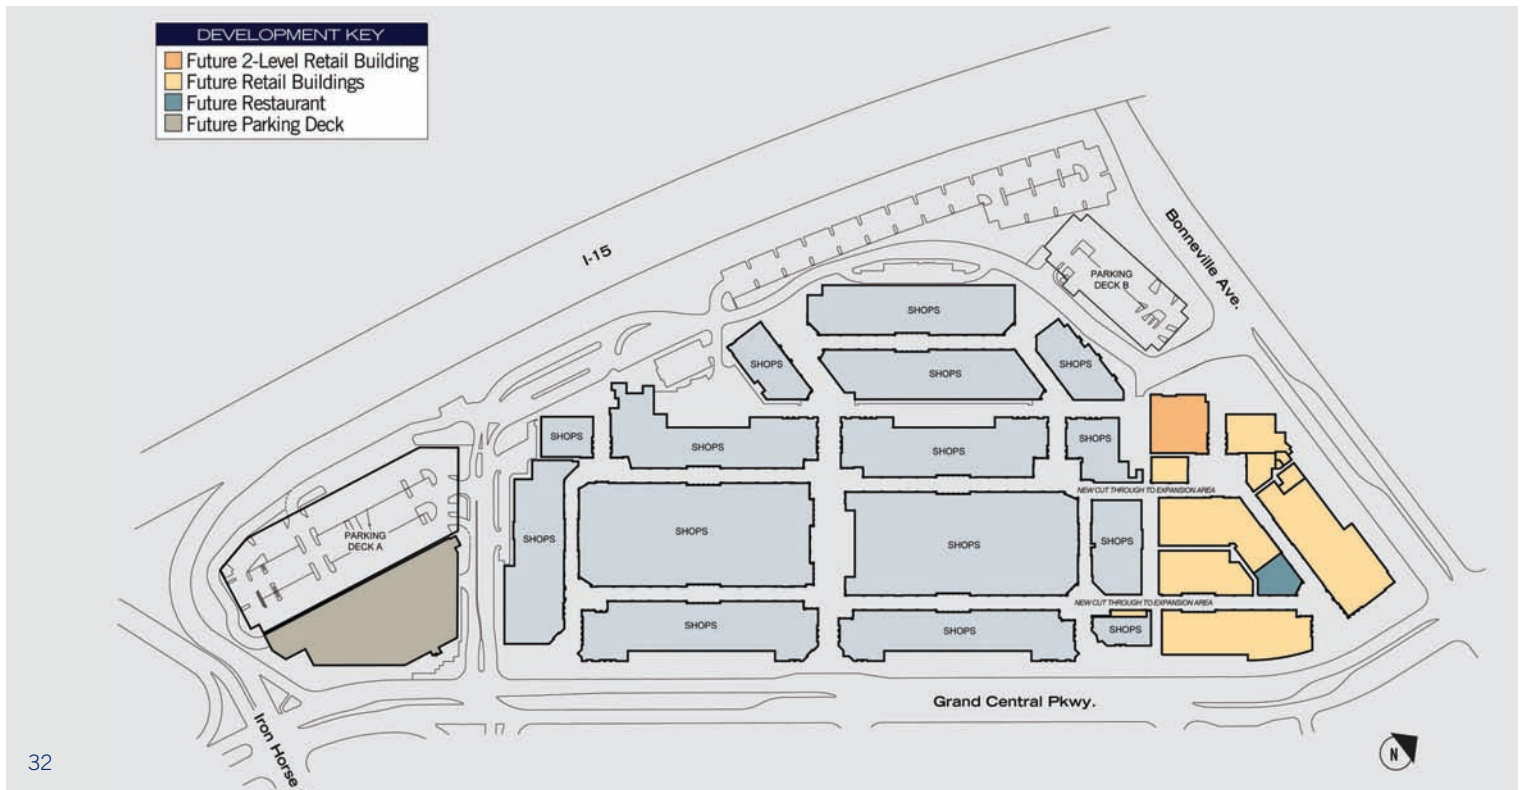 DEVELOPMENT KEY
Future 2-Level Retail Building
Future Retail Buildings
Future Restaurant
Future Parking Deck
I-15
Bonneville Ave.
PARKING
DECK B
SHOPS
SHOPS
SHOPS
SHOPS
SHOPS
SHOPS
SHOPS
SHOPS
NEW CUT THROUGH TO EXPANSION AREA
PARKING
DECK A
SHOPS
SHOPS
SHOPS
SHOPS
NEW CUT THROUGH TO EXPANSION AREA
SHOPS
SHOPS
SHOPS
Grand Central Pkwy.
Iron Horse
N
32